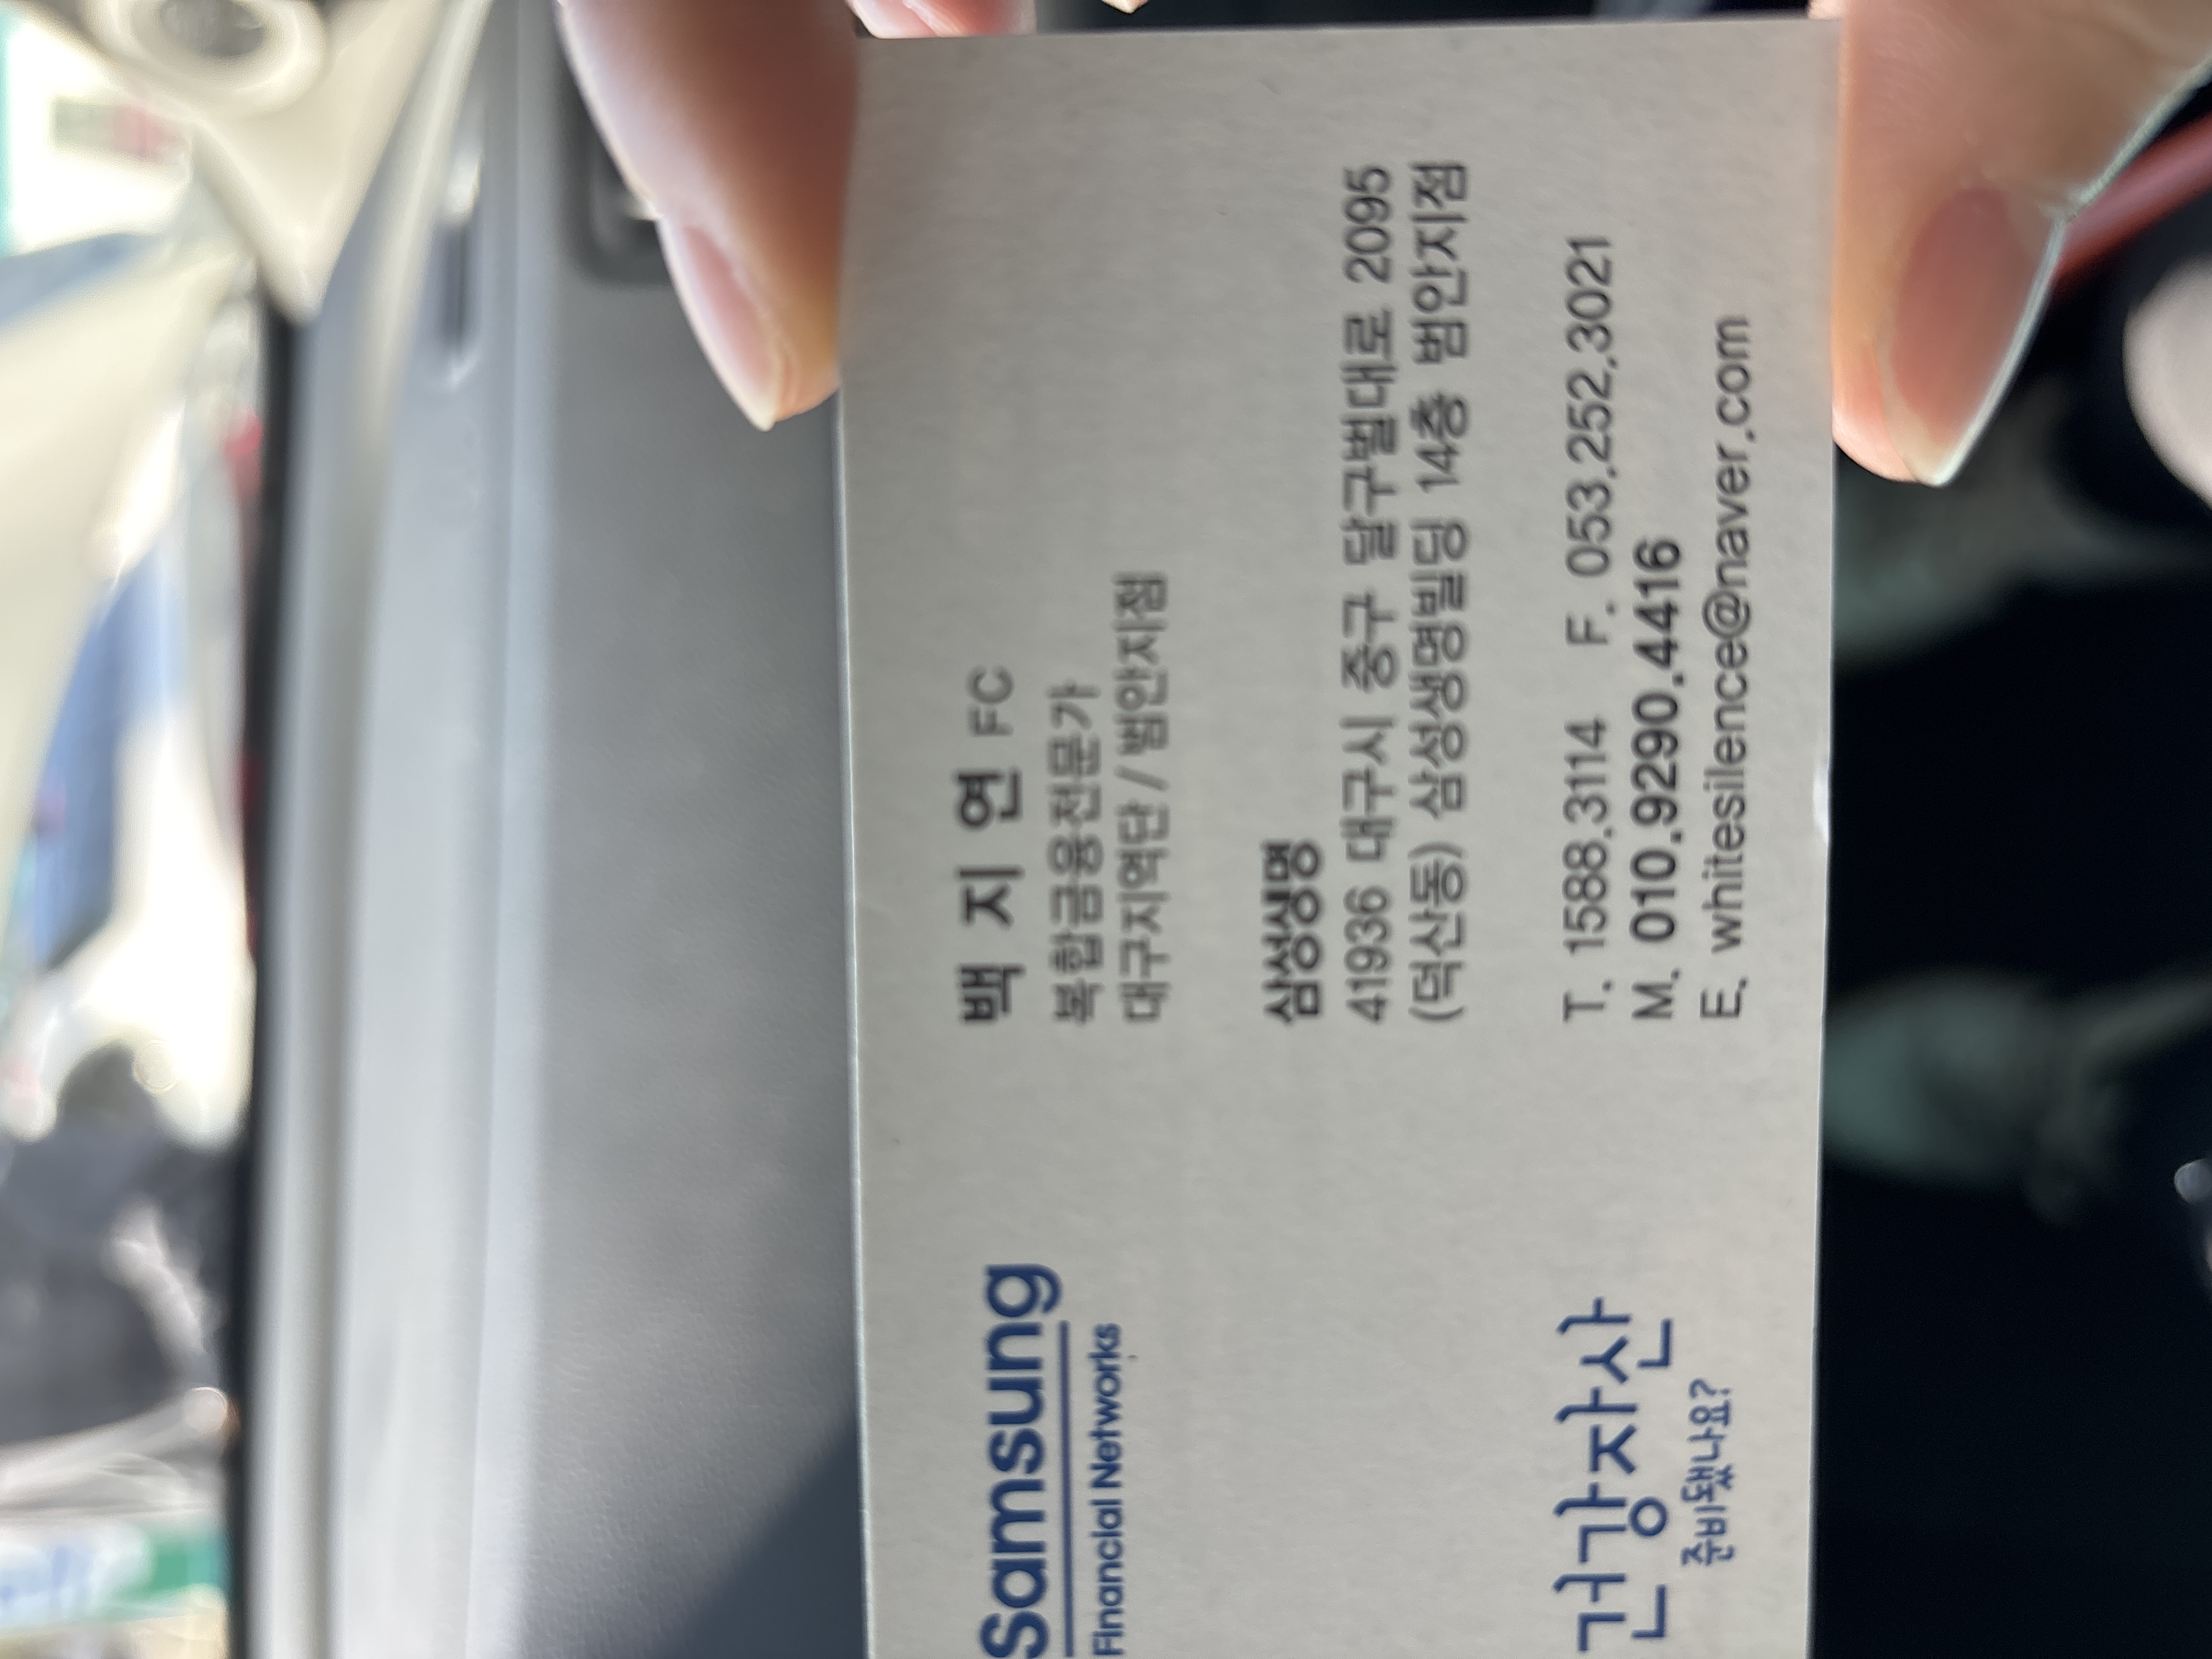 Samsung
Financial Networks
백 지 연 FC
복합금융전문가
대구지역단 / 범안지점
삼성생명
41936 대구시 중구 달구벌대로 2095
(덕산동) 삼성생명빌딩 14층 범안지점
T. 1588.3114 F. 053.252.3021
M. 010.9290.4416
E. whitesilence@naver.com
건강자산
준비됐나요?